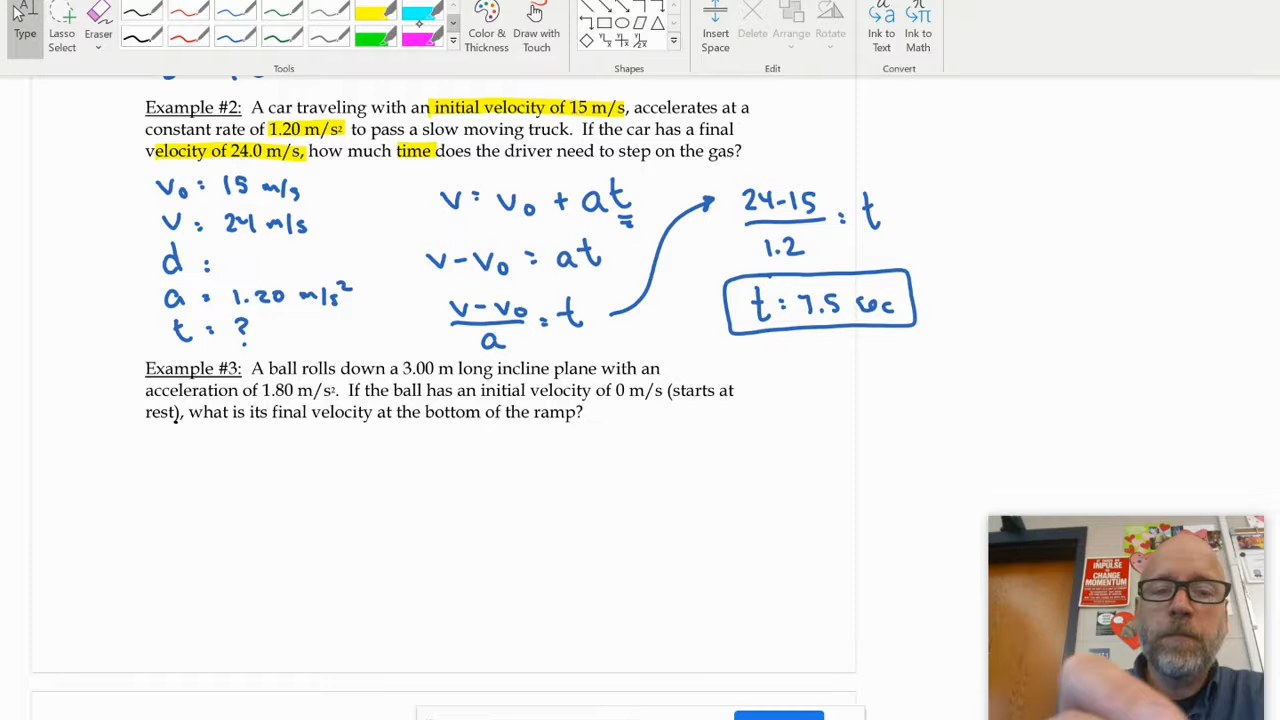 Type
Lasso Select
Eraser
Color & Thickness
Draw with Touch
Insert Space
Delete
Arrange
Rotate
Ink to Text
Ink to Math
Tools
Shapes
Edit
Convert
Example #2: A car traveling with an initial velocity of 15 m/s, accelerates at a
constant rate of 1.20 m/s² to pass a slow moving truck. If the car has a final
velocity of 24.0 m/s, how much time does the driver need to step on the gas?
v₀ = 15 m/s
v = 24 m/s
d =
a = 1.20 m/s²
t = ?
v = v₀ + at
v - v₀ = at
v - v₀ / a = t
24-15 / 1.2 = t
t = 7.5 sec
Example #3: A ball rolls down a 3.00 m long incline plane with an
acceleration of 1.80 m/s². If the ball has an initial velocity of 0 m/s (starts at
rest), what is its final velocity at the bottom of the ramp?
IMPULSE
CHANGE
MOMENTUM